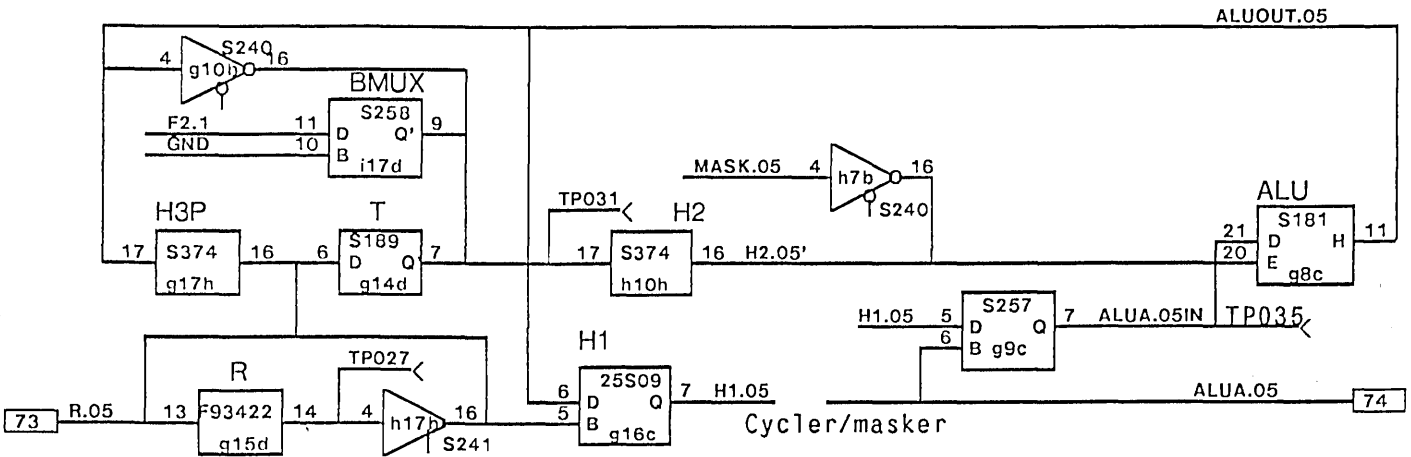 ALUOUT.05
S240
4 g10h 16
BMUX
S258
F2.1 11 D Q' 9
GND 10 B
i17d
MASK.05 4 h7b 16
S240
TP031
H3P T H2 ALU
17 S374 16
g17h
6 S189 7
D Q
g14d
17 S374 16 H2.05'
h10h
S181
21 D H 11
20 E
g8c
S257
H1.05 5 D Q 7 ALUA.05IN TP035
6 B g9c
H1
TP027
R
73 R.05 13 F93422 14
g15d
4 h17h 16
S241
25S09
6 D Q 7 H1.05
5 B
g16c
Cycler/masker
ALUA.05 74